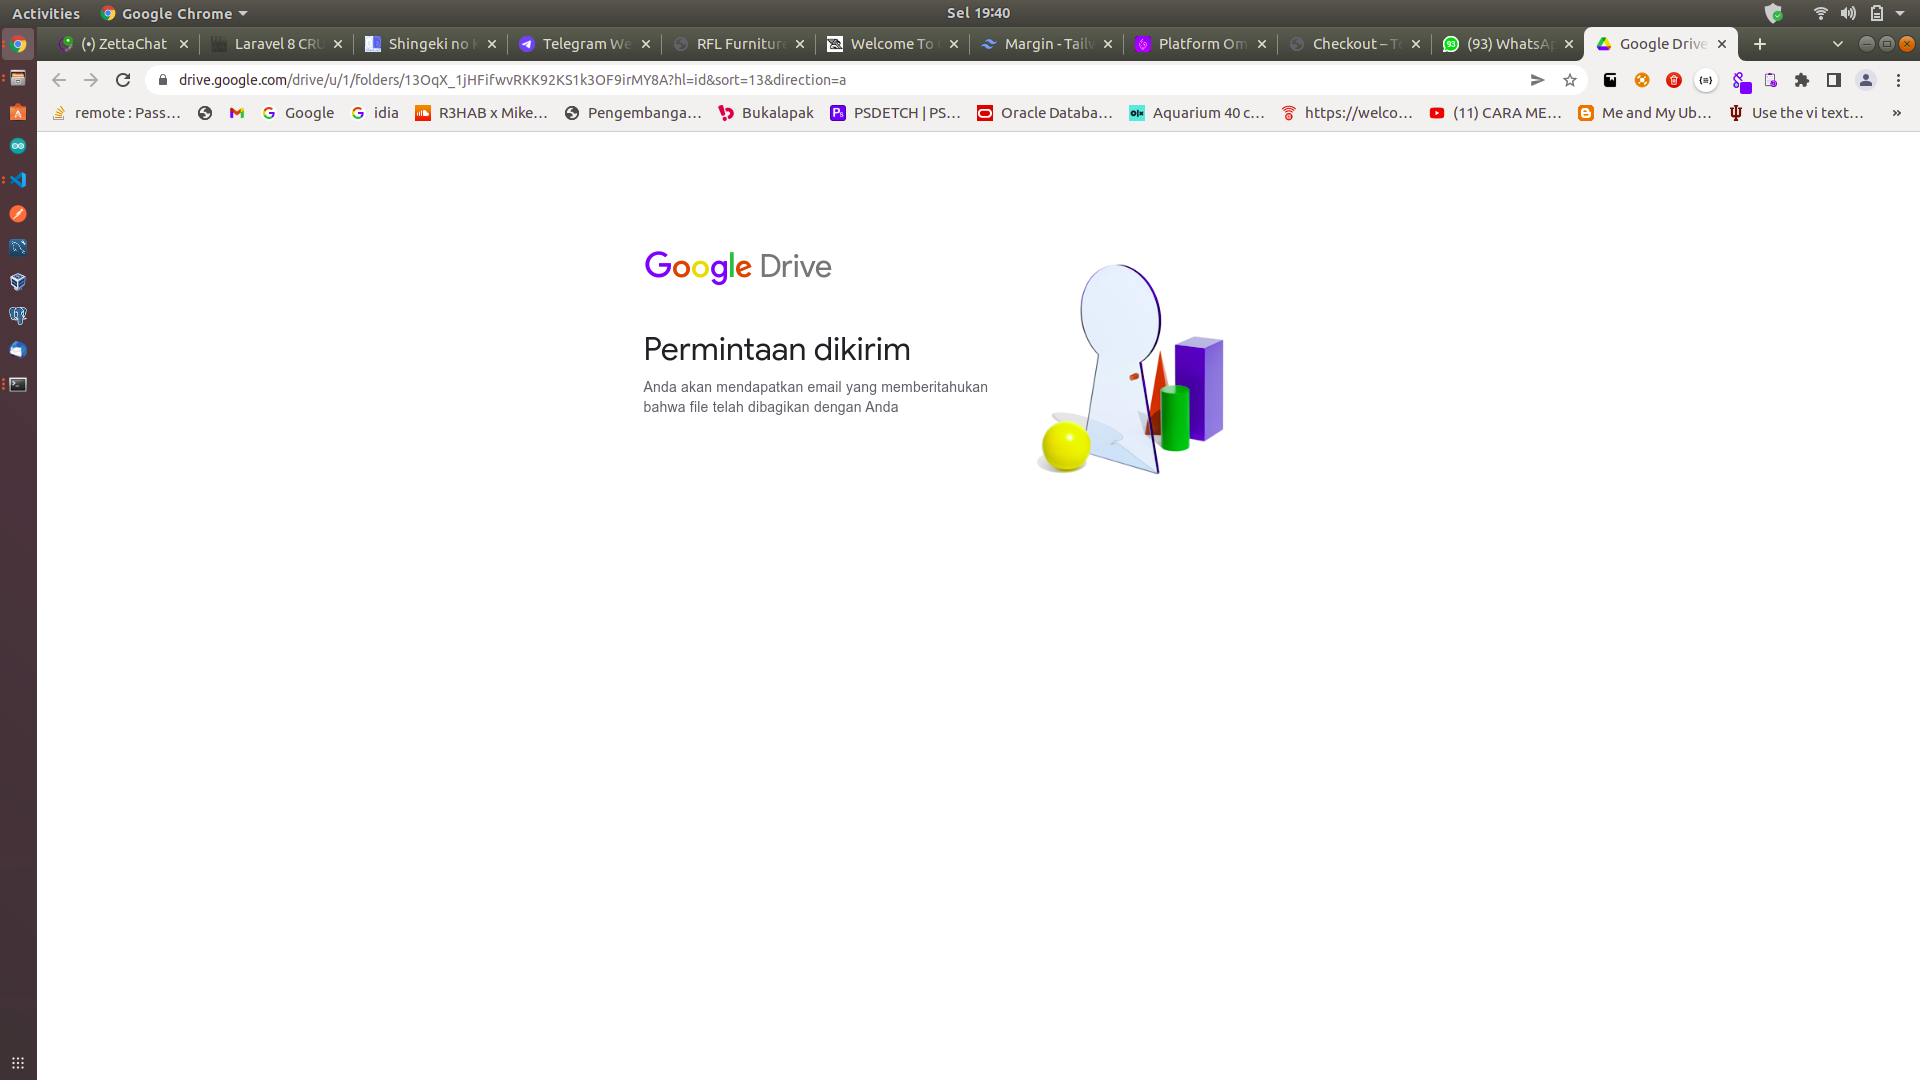 Activities Google Chrome Sel 19:40
(•) ZettaChat Laravel 8 CRU Shingeki no K Telegram We RFL Furniture Welcome To Margin - Tailw Platform Om Checkout – To (93) WhatsAp Google Drive
drive.google.com/drive/u/1/folders/13OqX_1jHFifwvRKK92KS1k3OF9irMY8A?hl=id&sort=13&direction=a
remote : Pass… Google idia R3HAB x Mike… Pengembanga… Bukalapak PSDETCH | PS… Oracle Databa… Aquarium 40 c… https://welco… (11) CARA ME… Me and My Ub… Use the vi text… »
Google Drive
Permintaan dikirim
Anda akan mendapatkan email yang memberitahukan
bahwa file telah dibagikan dengan Anda